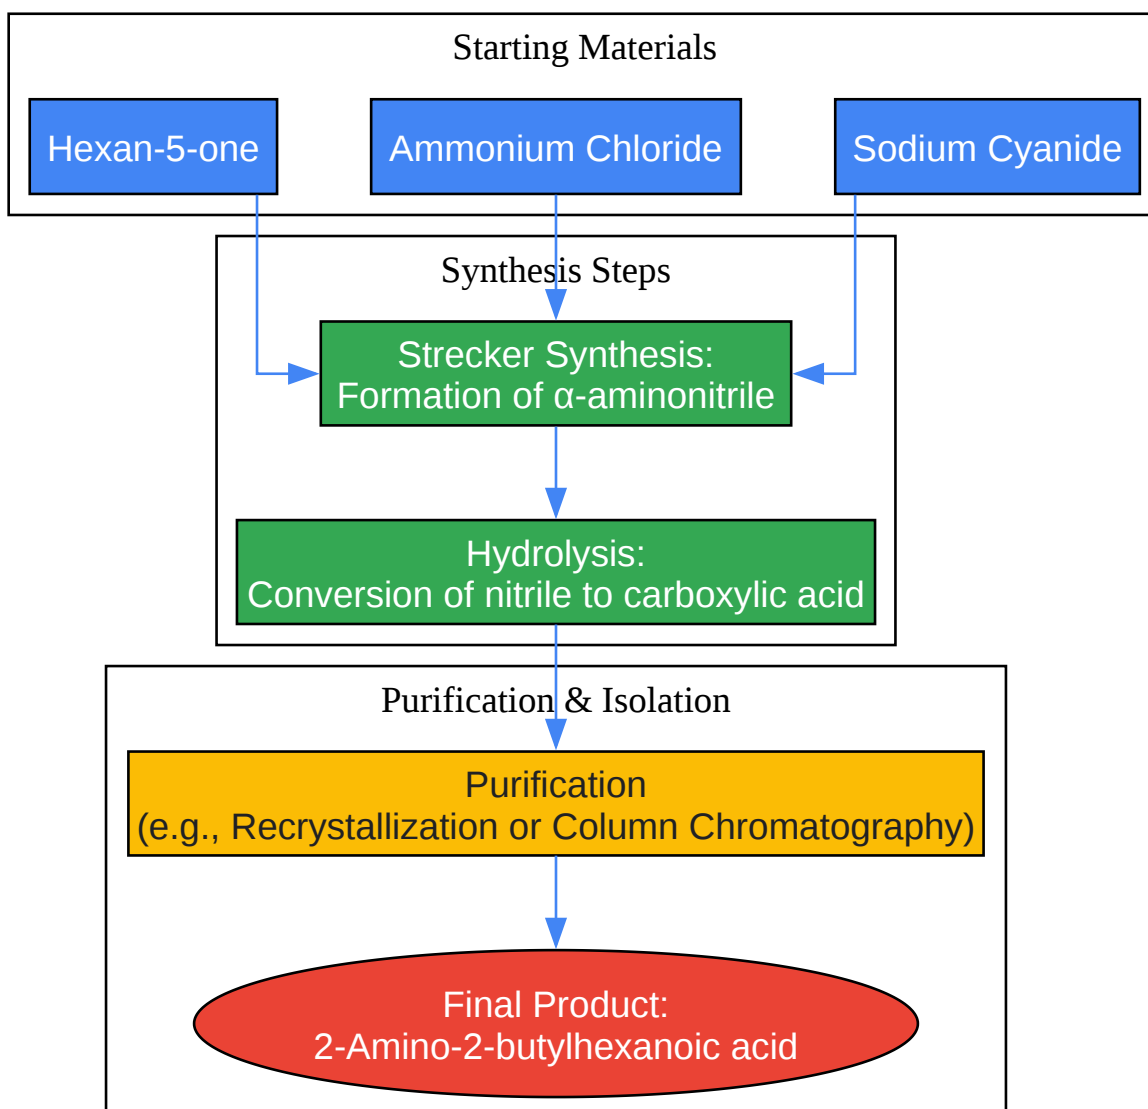 Starting Materials
Hexan-5-one
Ammonium Chloride
Sodium Cyanide
Synthesis Steps
Strecker Synthesis:
Formation of α-aminonitrile
Hydrolysis:
Conversion of nitrile to carboxylic acid
Purification & Isolation
Purification
(e.g., Recrystallization or Column Chromatography)
Final Product:
2-Amino-2-butylhexanoic acid